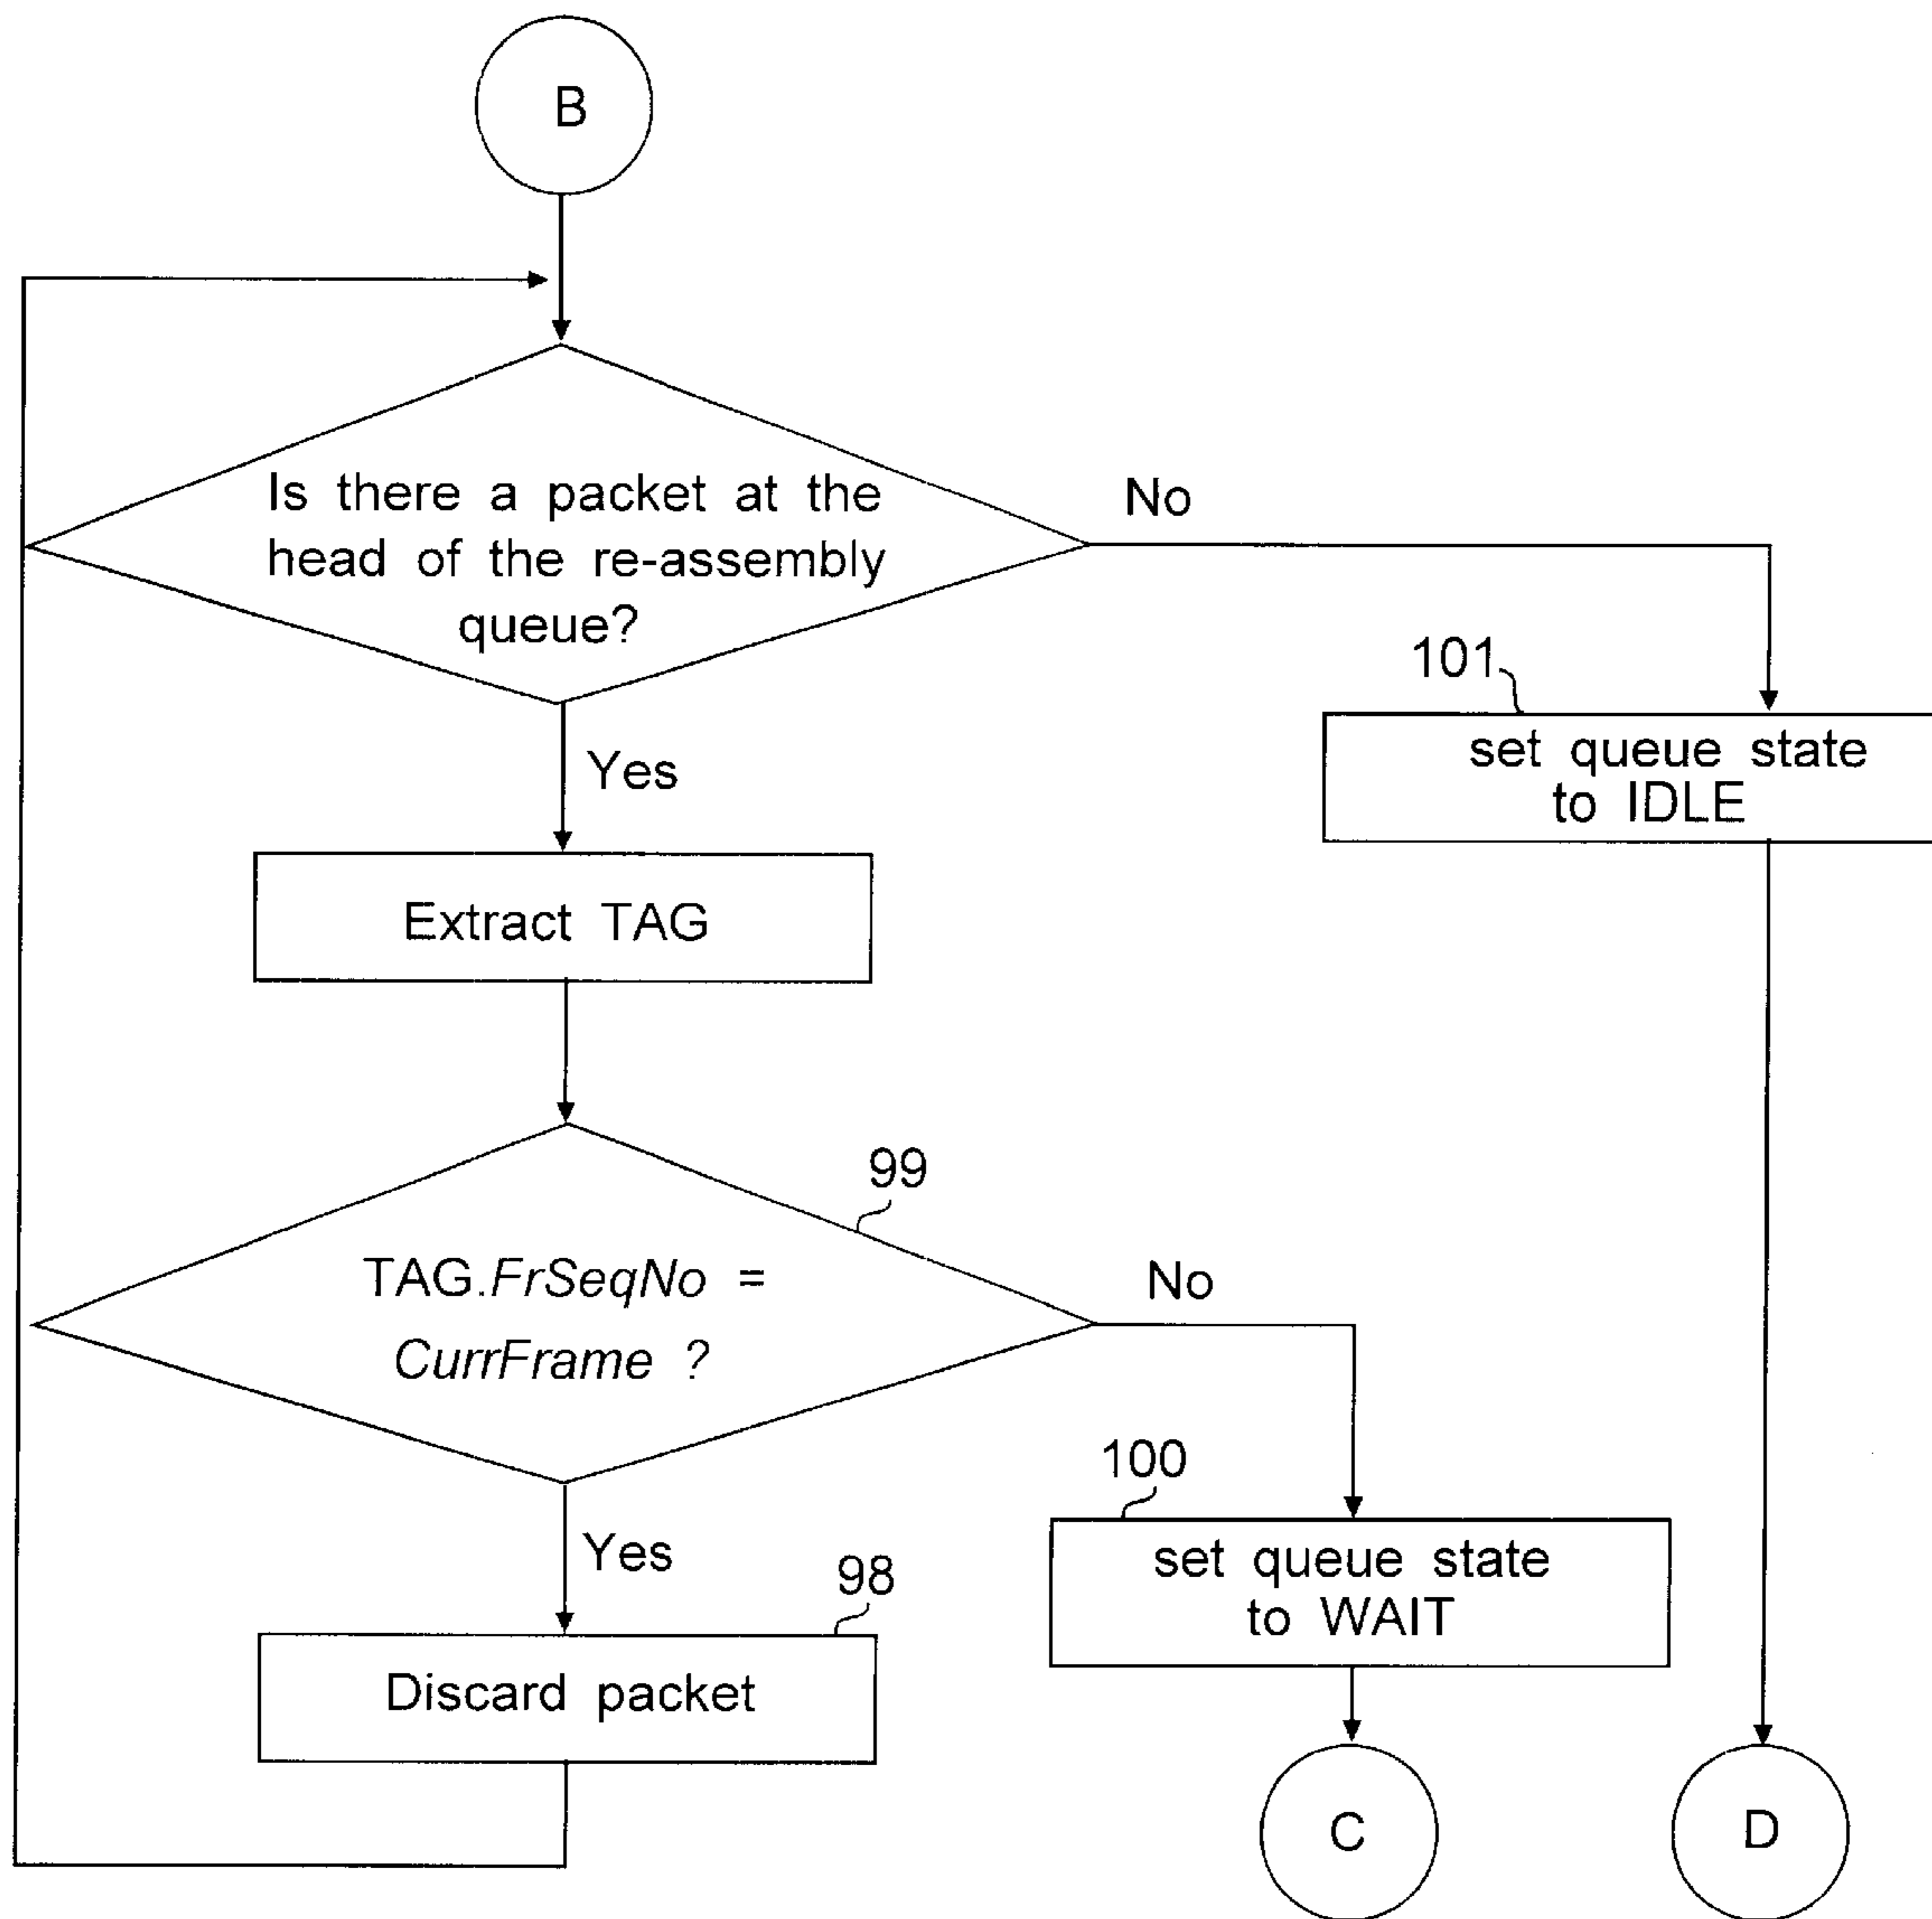 B
Is there a packet at the
head of the re-assembly
queue?
No
Yes
101
set queue state
to IDLE
Extract TAG
99
TAG.FrSeqNo =
CurrFrame ?
No
Yes
100
set queue state
to WAIT
98
Discard packet
C
D